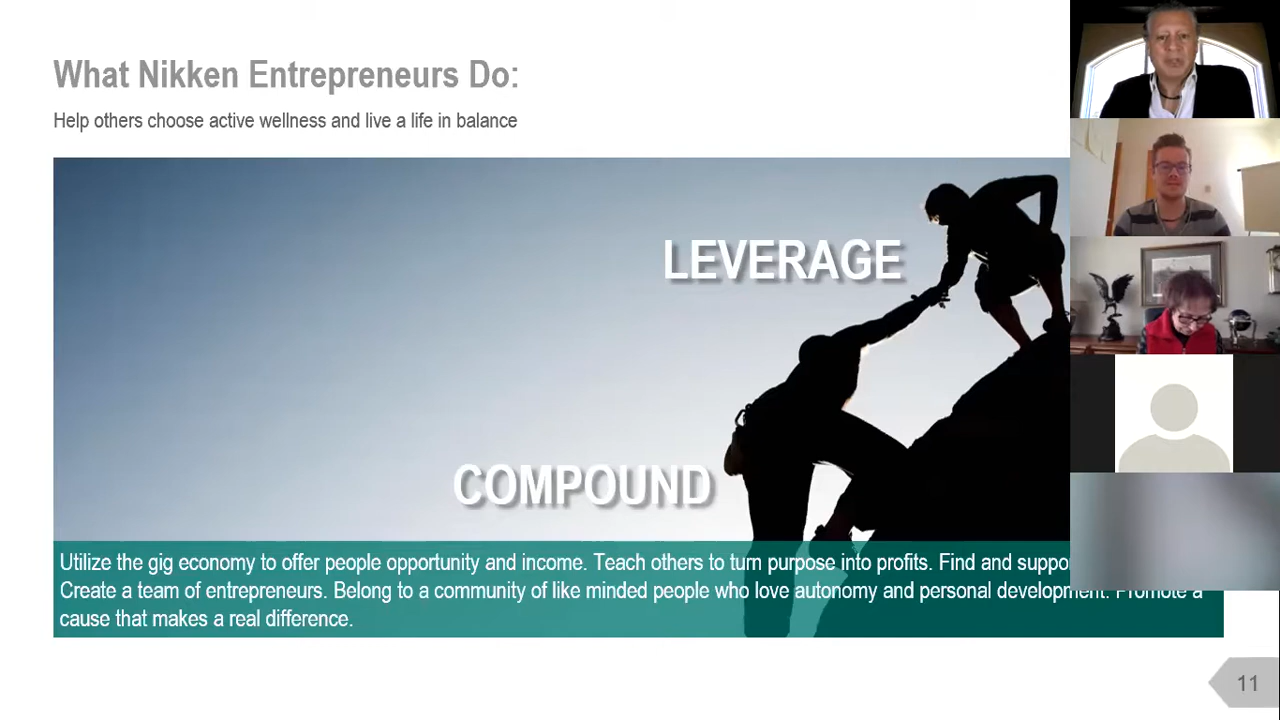 What Nikken Entrepreneurs Do:
Help others choose active wellness and live a life in balance
LEVERAGE
COMPOUND
Utilize the gig economy to offer people opportunity and income. Teach others to turn purpose into profits. Find and
Create a team of entrepreneurs. Belong to a community of like minded people who love autonomy and personal development. Promote a
cause that makes a real difference.
11